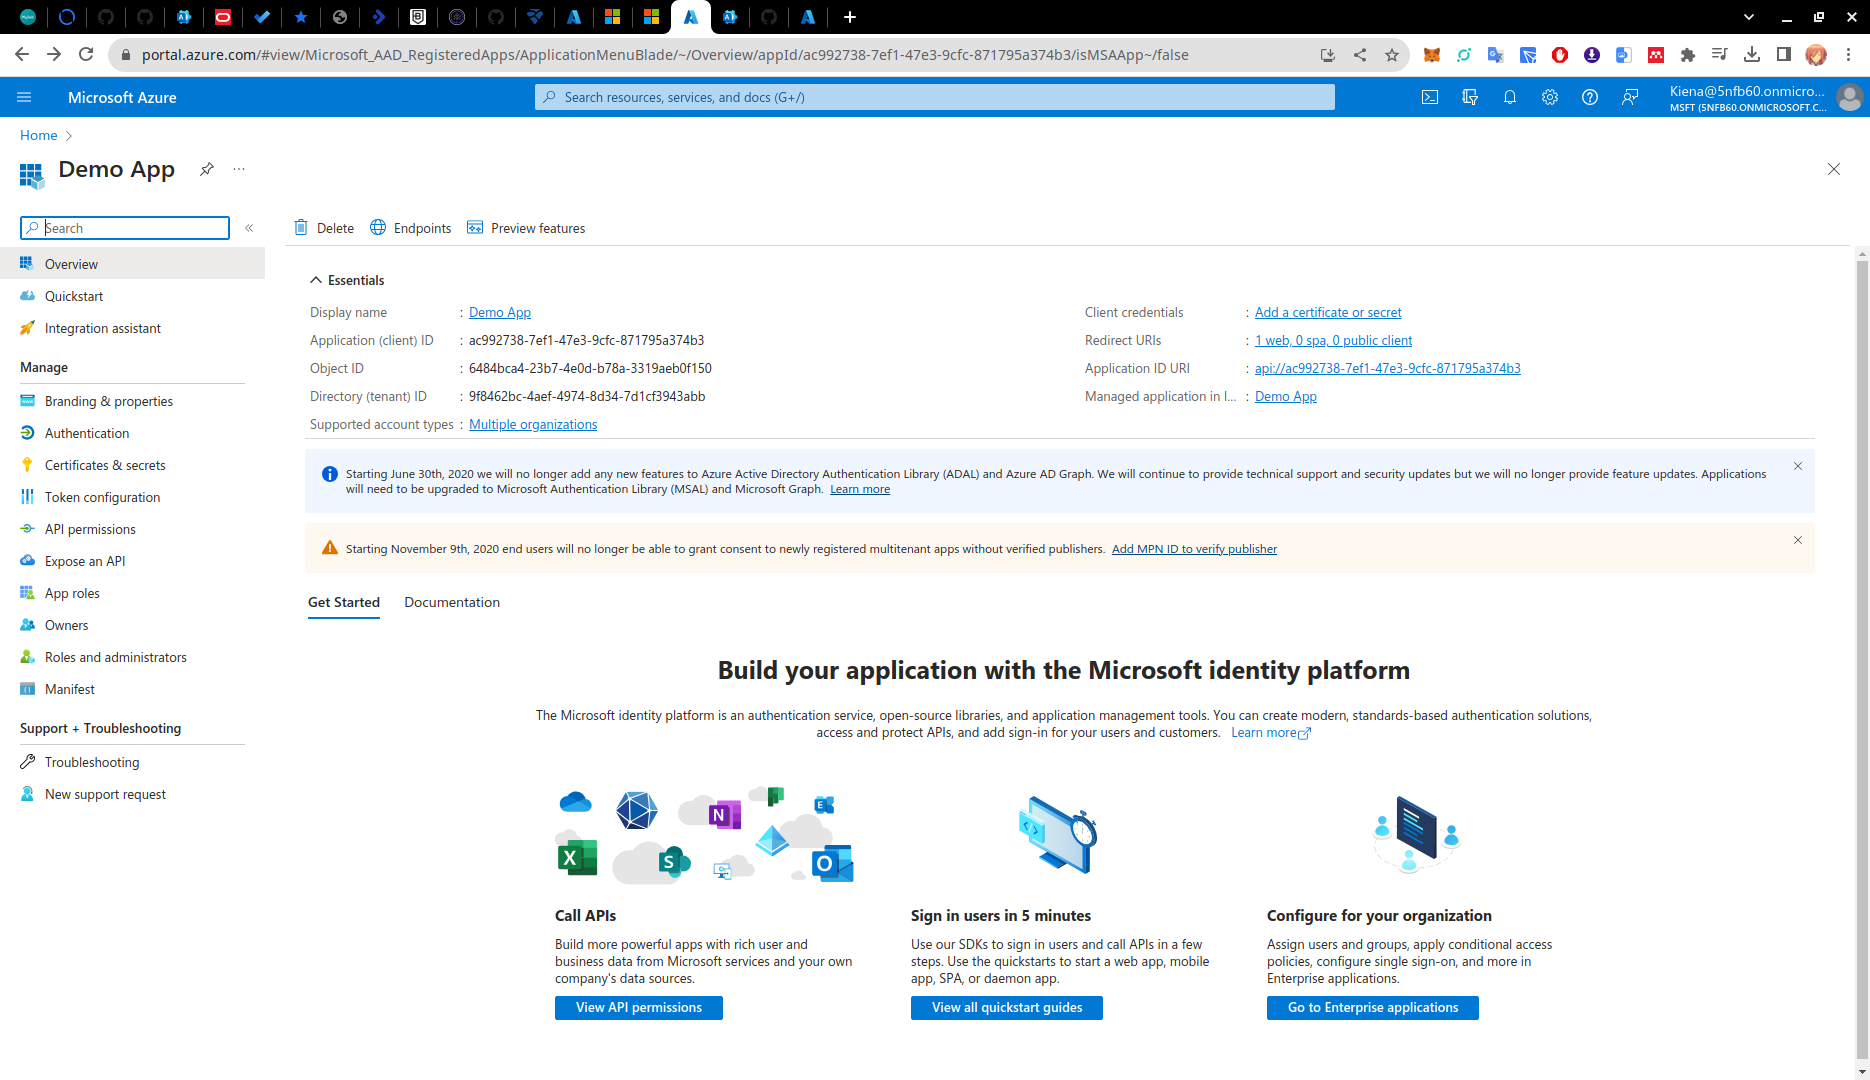 portal.azure.com/#view/Microsoft_AAD_RegisteredApps/ApplicationMenuBlade/~/Overview/appId/ac992738-7ef1-47e3-9cfc-871795a374b3/isMSAApp~/false
Microsoft Azure
Search resources, services, and docs (G+/)
Kiena@5nfb60.onmicro...
MSFT (5NFB60.ONMICROSOFT.C...
Home
Demo App
Search
Delete
Endpoints
Preview features
Overview
Quickstart
Integration assistant
Manage
Branding & properties
Authentication
Certificates & secrets
Token configuration
API permissions
Expose an API
App roles
Owners
Roles and administrators
Manifest
Support + Troubleshooting
Troubleshooting
New support request
Essentials
Display name : Demo App
Application (client) ID : ac992738-7ef1-47e3-9cfc-871795a374b3
Object ID : 6484bca4-23b7-4e0d-b78a-3319aeb0f150
Directory (tenant) ID : 9f8462bc-4aef-4974-8d34-7d1cf3943abb
Supported account types : Multiple organizations
Client credentials : Add a certificate or secret
Redirect URIs : 1 web, 0 spa, 0 public client
Application ID URI : api://ac992738-7ef1-47e3-9cfc-871795a374b3
Managed application in l... : Demo App
Starting June 30th, 2020 we will no longer add any new features to Azure Active Directory Authentication Library (ADAL) and Azure AD Graph. We will continue to provide technical support and security updates but we will no longer provide feature updates. Applications
will need to be upgraded to Microsoft Authentication Library (MSAL) and Microsoft Graph. Learn more
Starting November 9th, 2020 end users will no longer be able to grant consent to newly registered multitenant apps without verified publishers. Add MPN ID to verify publisher
Get Started
Documentation
Build your application with the Microsoft identity platform
The Microsoft identity platform is an authentication service, open-source libraries, and application management tools. You can create modern, standards-based authentication solutions,
access and protect APIs, and add sign-in for your users and customers. Learn more
N
E
X
S
O
Call APIs
Build more powerful apps with rich user and
business data from Microsoft services and your own
company's data sources.
View API permissions
Sign in users in 5 minutes
Use our SDKs to sign in users and call APIs in a few
steps. Use the quickstarts to start a web app, mobile
app, SPA, or daemon app.
View all quickstart guides
Configure for your organization
Assign users and groups, apply conditional access
policies, configure single sign-on, and more in
Enterprise applications.
Go to Enterprise applications